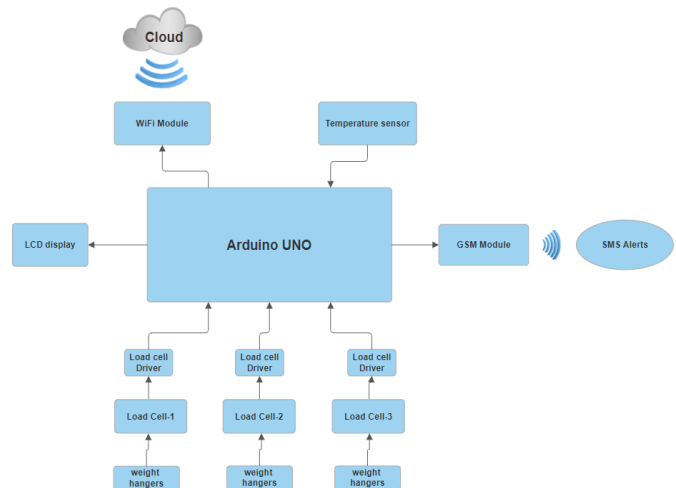 Cloud
WiFi Module
Temperature sensor
LCD display
Arduino UNO
GSM Module
SMS Alerts
Load cell
Driver
Load cell
Driver
Load cell
Driver
Load Cell-1
Load Cell-2
Load Cell-3
weight
hangers
weight
hangers
weight
hangers